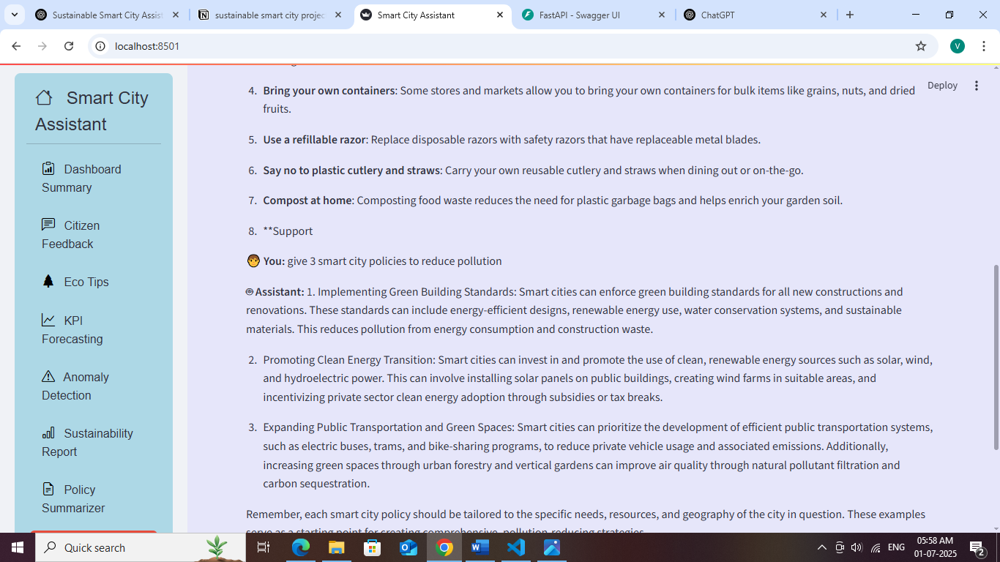 Sustainable Smart City Assist
sustainable smart city projec
Smart City Assistant
FastAPI - Swagger UI
ChatGPT
localhost:8501
V
Deploy
Smart City
Assistant
Dashboard
Summary
Citizen
Feedback
Eco Tips
KPI
Forecasting
Anomaly
Detection
Sustainability
Report
Policy
Summarizer
4. Bring your own containers: Some stores and markets allow you to bring your own containers for bulk items like grains, nuts, and dried
fruits.
5. Use a refillable razor: Replace disposable razors with safety razors that have replaceable metal blades.
6. Say no to plastic cutlery and straws: Carry your own reusable cutlery and straws when dining out or on-the-go.
7. Compost at home: Composting food waste reduces the need for plastic garbage bags and helps enrich your garden soil.
8. **Support
You: give 3 smart city policies to reduce pollution
Assistant: 1. Implementing Green Building Standards: Smart cities can enforce green building standards for all new constructions and
renovations. These standards can include energy-efficient designs, renewable energy use, water conservation systems, and sustainable
materials. This reduces pollution from energy consumption and construction waste.
2. Promoting Clean Energy Transition: Smart cities can invest in and promote the use of clean, renewable energy sources such as solar, wind,
and hydroelectric power. This can involve installing solar panels on public buildings, creating wind farms in suitable areas, and
incentivizing private sector clean energy adoption through subsidies or tax breaks.
3. Expanding Public Transportation and Green Spaces: Smart cities can prioritize the development of efficient public transportation systems,
such as electric buses, trams, and bike-sharing programs, to reduce private vehicle usage and associated emissions. Additionally,
increasing green spaces through urban forestry and vertical gardens can improve air quality through natural pollutant filtration and
carbon sequestration.
Remember, each smart city policy should be tailored to the specific needs, resources, and geography of the city in question. These examples
serve as a starting point for creating comprehensive, pollution-reducing strategies.
Quick search
ENG
05:58 AM
01-07-2025
2